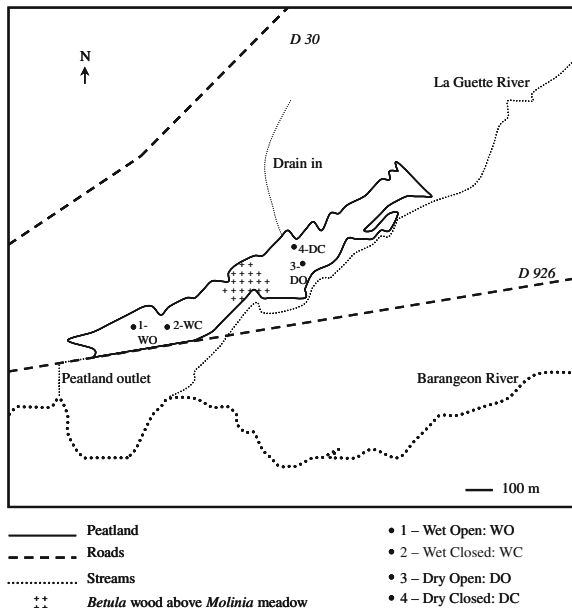 D 30
N
La Guette River
Drain in
4-DC
3-
DO
D 926
1-
WO
2-WC
Peatland outlet
Barangeon River
100 m
Peatland
Roads
Streams
Betula wood above Molinia meadow
1 – Wet Open: WO
2 – Wet Closed: WC
3 – Dry Open: DO
4 – Dry Closed: DC